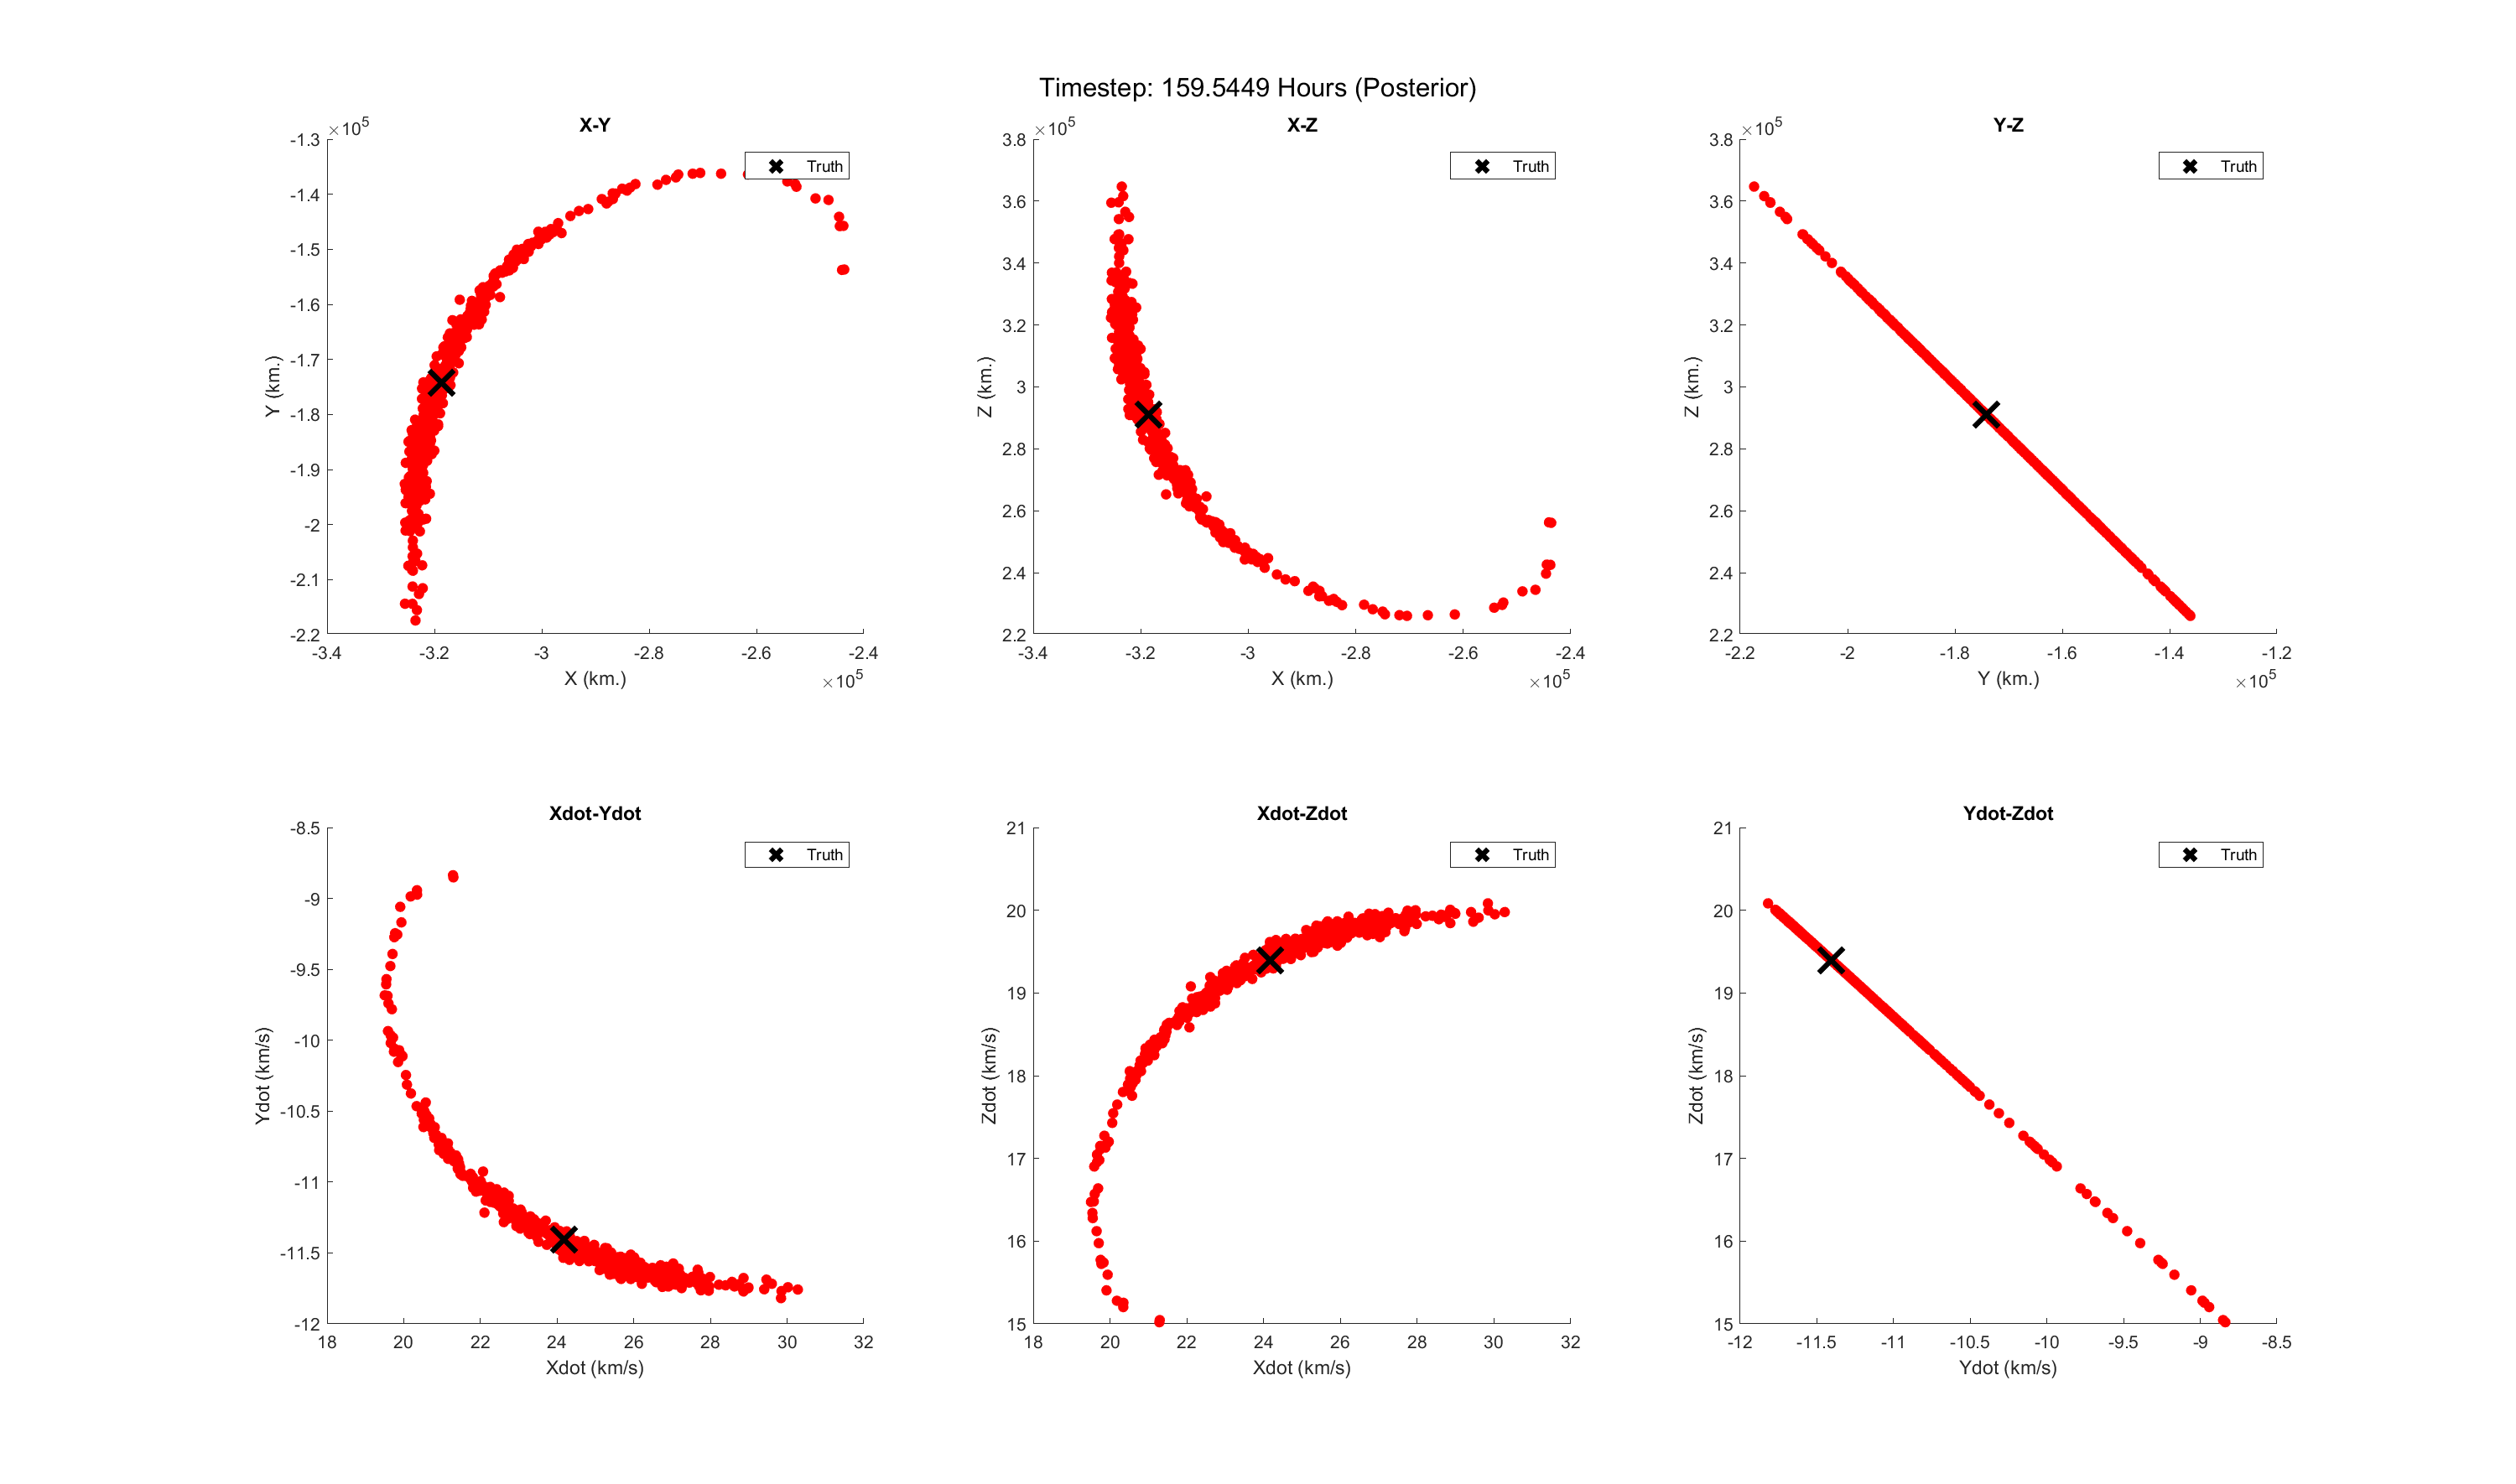 Timestep: 159.5449 Hours (Posterior)
X-Y
×10^5
Truth
-1.3
-1.4
-1.5
-1.6
-1.7
-1.8
-1.9
-2
-2.1
-2.2
Y (km.)
-3.4 -3.2 -3 -2.8 -2.6 -2.4
X (km.)
×10^5
X-Z
×10^5
Truth
3.8
3.6
3.4
3.2
3
2.8
2.6
2.4
2.2
Z (km.)
-3.4 -3.2 -3 -2.8 -2.6 -2.4
X (km.)
×10^5
Y-Z
×10^5
Truth
3.8
3.6
3.4
3.2
3
2.8
2.6
2.4
2.2
Z (km.)
-2.2 -2 -1.8 -1.6 -1.4 -1.2
Y (km.)
×10^5
Xdot-Ydot
Truth
-8.5
-9
-9.5
-10
-10.5
-11
-11.5
-12
Ydot (km/s)
18 20 22 24 26 28 30 32
Xdot (km/s)
Xdot-Zdot
Truth
21
20
19
18
17
16
15
Zdot (km/s)
18 20 22 24 26 28 30 32
Xdot (km/s)
Ydot-Zdot
Truth
21
20
19
18
17
16
15
Zdot (km/s)
-12 -11.5 -11 -10.5 -10 -9.5 -9 -8.5
Ydot (km/s)